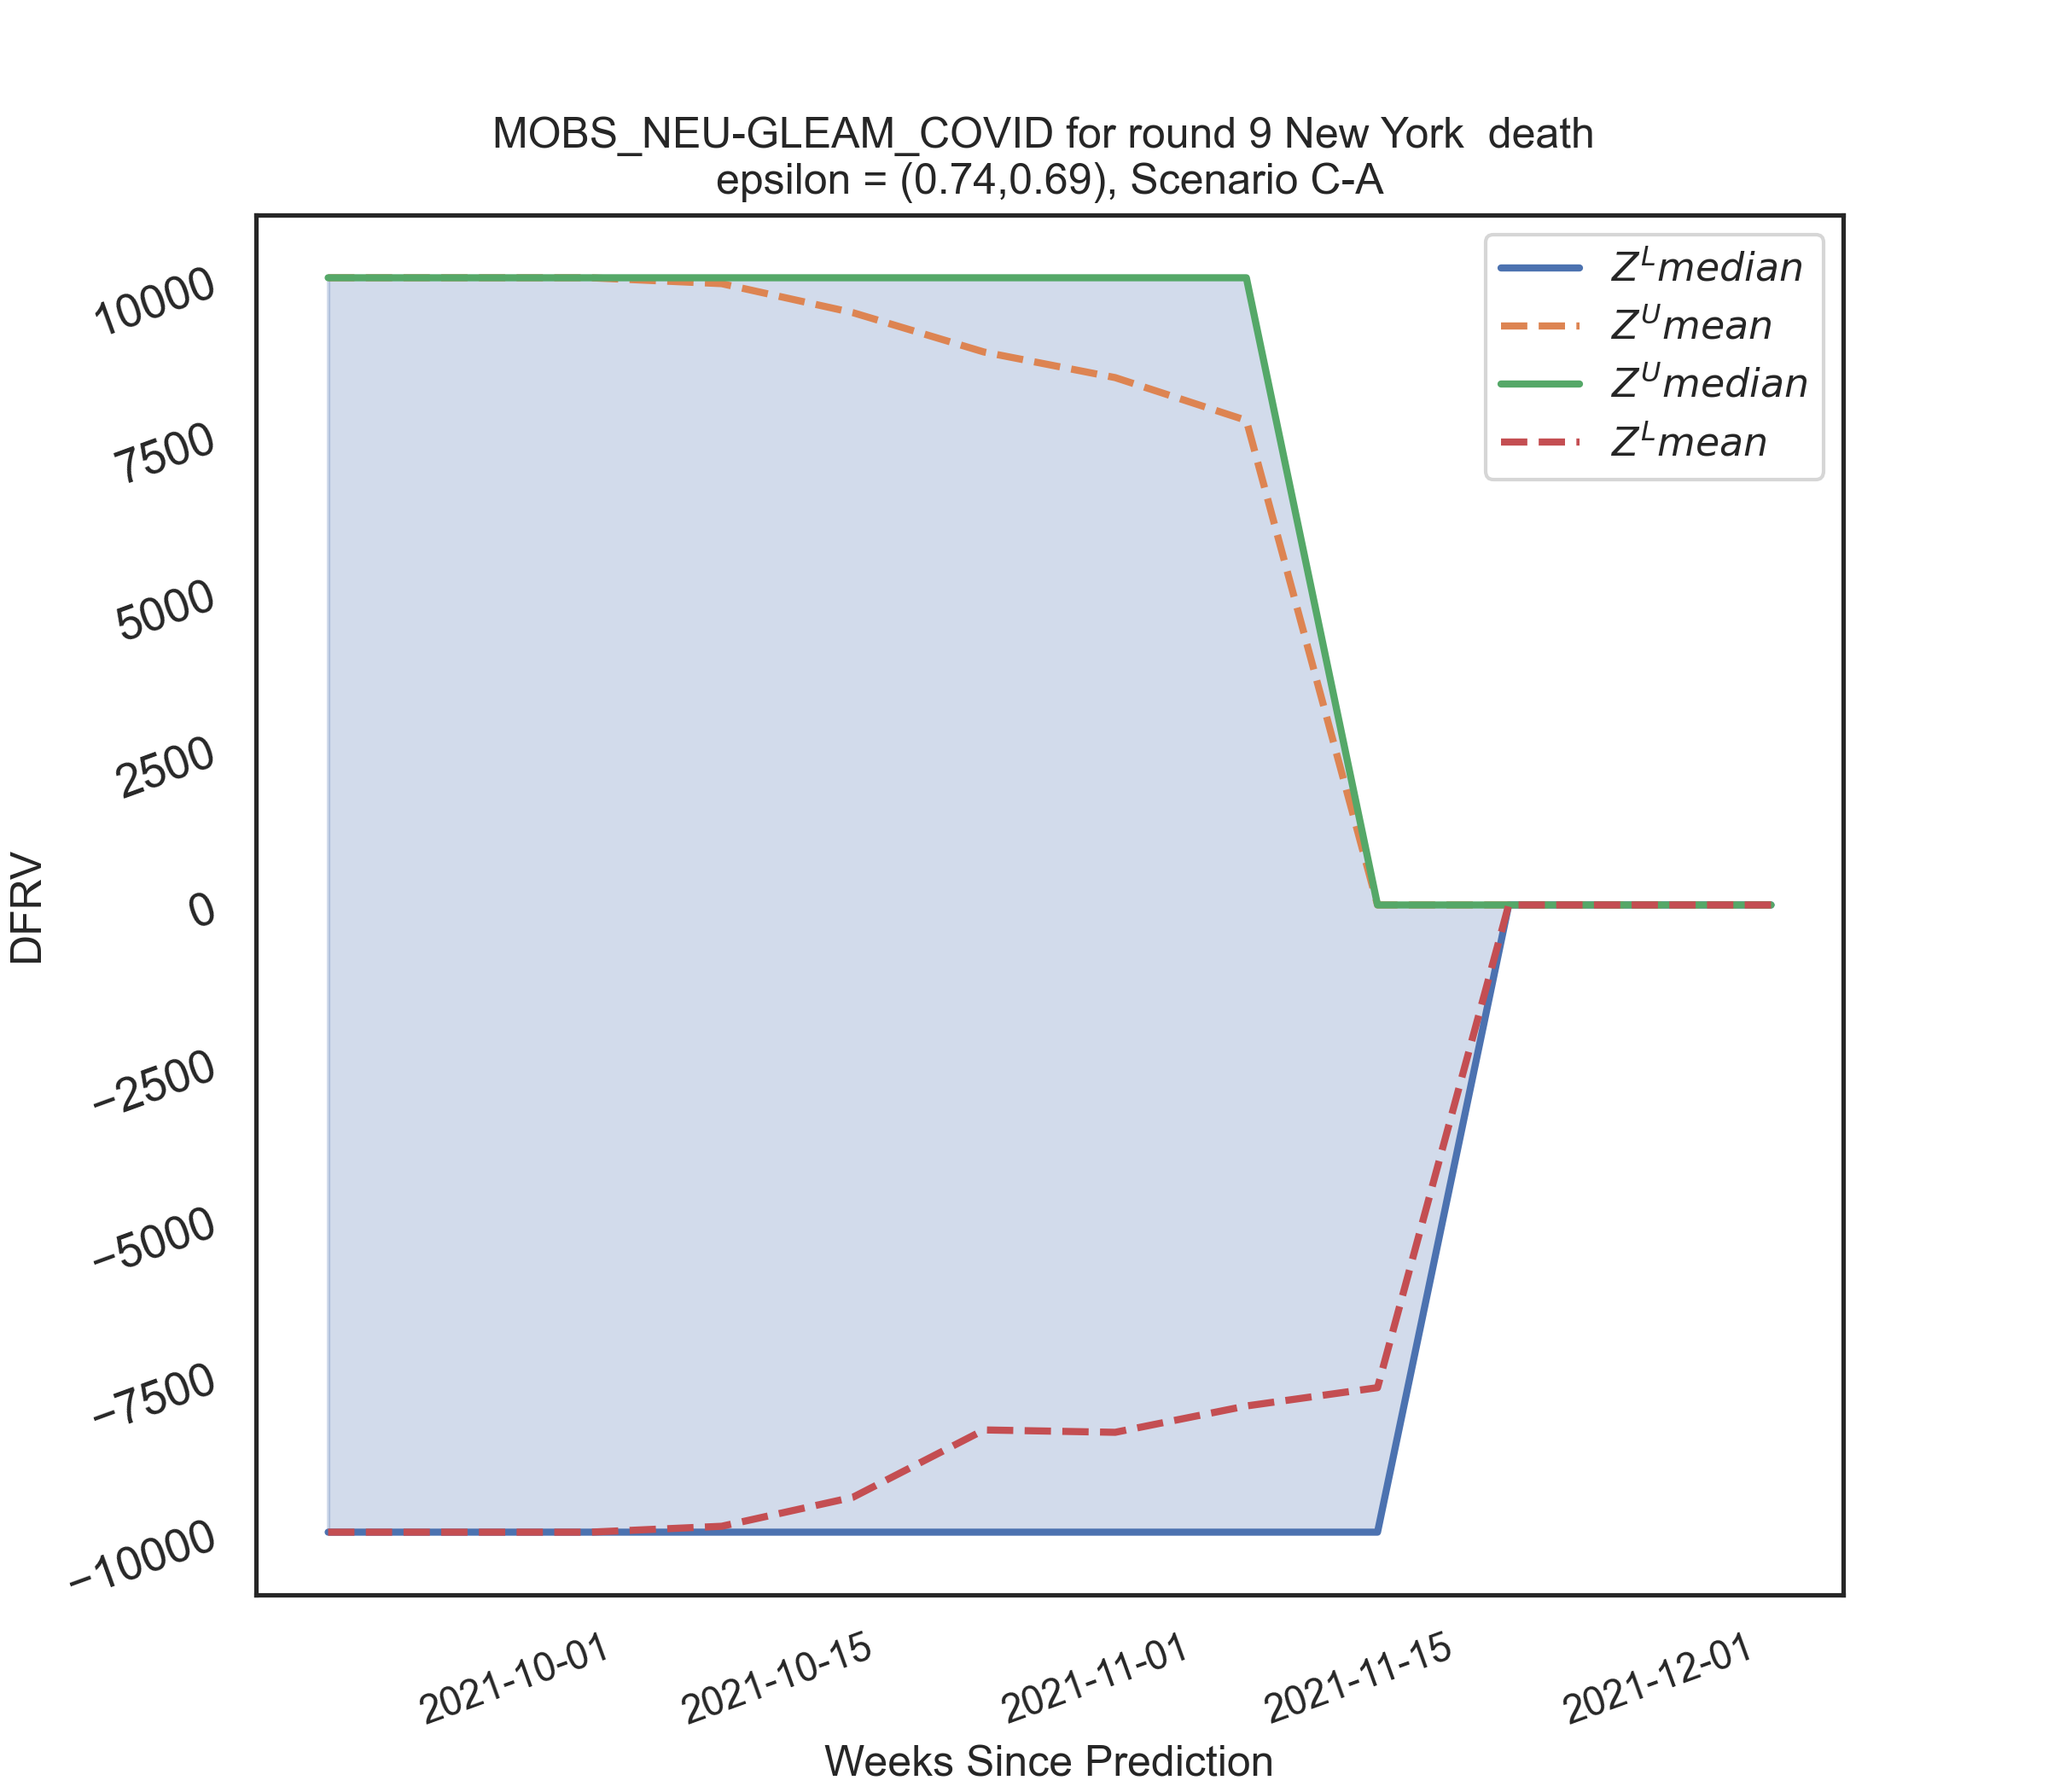 MOBS_NEU-GLEAM_COVID for round 9 New York  death
epsilon = (0.74,0.69), Scenario C-A
Z^L median
Z^U mean
Z^U median
Z^L mean
10000
7500
5000
2500
0
−2500
−5000
−7500
−10000
DFRV
2021-10-01
2021-10-15
2021-11-01
2021-11-15
2021-12-01
Weeks Since Prediction